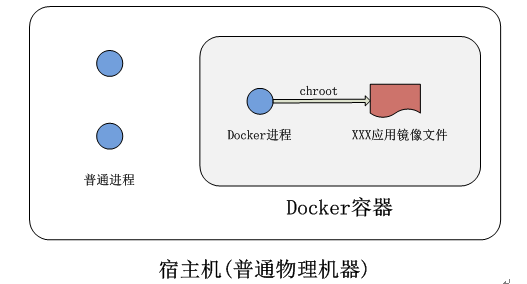 chroot
Docker进程
XXX应用镜像文件
普通进程
Docker容器
宿主机(普通物理机器)